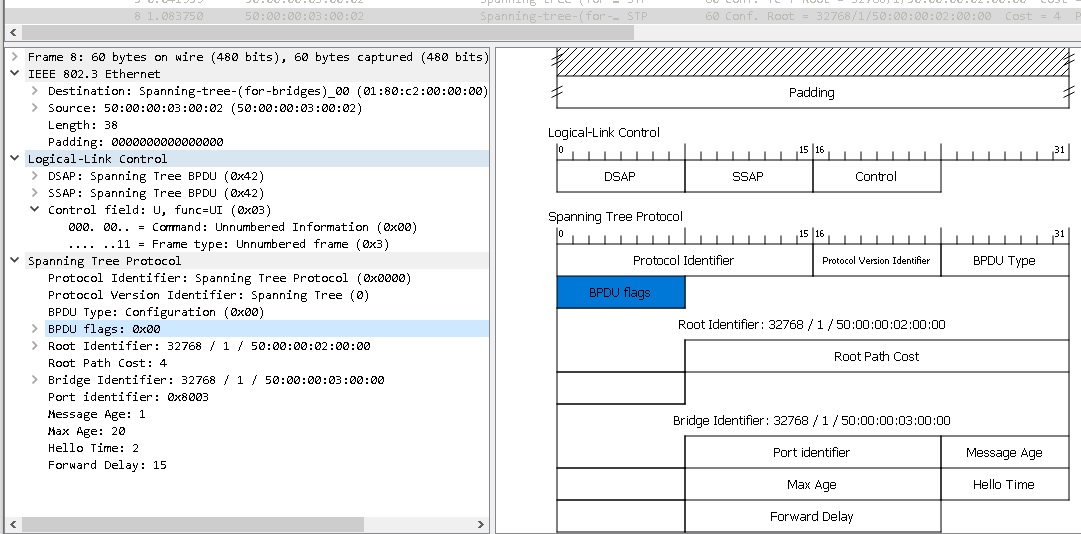 8 1.083750 50:00:00:03:00:02 Spanning-tree-(for-… STP 60 Conf. Root = 32768/1/50:00:00:02:00:00 Cost = 4
Frame 8: 60 bytes on wire (480 bits), 60 bytes captured (480 bits)
IEEE 802.3 Ethernet
Destination: Spanning-tree-(for-bridges)_00 (01:80:c2:00:00:00)
Source: 50:00:00:03:00:02 (50:00:00:03:00:02)
Length: 38
Padding: 0000000000000000
Logical-Link Control
DSAP: Spanning Tree BPDU (0x42)
SSAP: Spanning Tree BPDU (0x42)
Control field: U, func=UI (0x03)
000. 00.. = Command: Unnumbered Information (0x00)
.... ..11 = Frame type: Unnumbered frame (0x3)
Spanning Tree Protocol
Protocol Identifier: Spanning Tree Protocol (0x0000)
Protocol Version Identifier: Spanning Tree (0)
BPDU Type: Configuration (0x00)
BPDU flags: 0x00
Root Identifier: 32768 / 1 / 50:00:00:02:00:00
Root Path Cost: 4
Bridge Identifier: 32768 / 1 / 50:00:00:03:00:00
Port identifier: 0x8003
Message Age: 1
Max Age: 20
Hello Time: 2
Forward Delay: 15
Padding
Logical-Link Control
0 15 16 31
DSAP SSAP Control
Spanning Tree Protocol
0 15 16 31
Protocol Identifier Protocol Version Identifier BPDU Type
BPDU flags
Root Identifier: 32768 / 1 / 50:00:00:02:00:00
Root Path Cost
Bridge Identifier: 32768 / 1 / 50:00:00:03:00:00
Port identifier Message Age
Max Age Hello Time
Forward Delay